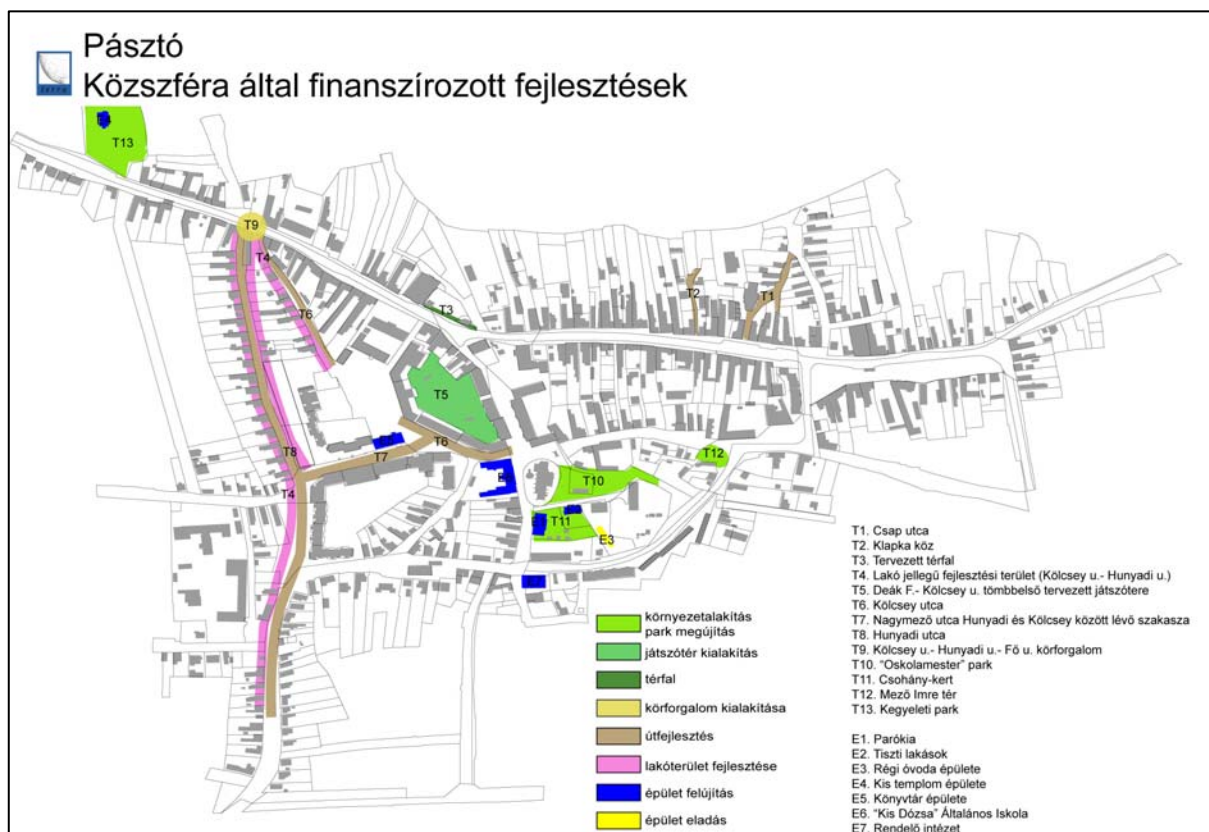 Pásztó
Közszféra által finanszírozott fejlesztések
T13
T9
T4
T6
T3
T2
T1
T5
T8
T7
T6
T4
T12
T10
T11
E3
környezetalakítás
park megújítás
játszótér kialakítás
térfal
körforgalom kialakítása
útfejlesztés
lakóterület fejlesztése
épület felújítás
épület eladás
T1. Csap utca
T2. Klapka köz
T3. Tervezett térfal
T4. Lakó jellegű fejlesztési terület (Kölcsey u.- Hunyadi u.)
T5. Deák F.- Kölcsey u. tömbbelső tervezett játszótere
T6. Kölcsey utca
T7. Nagymező utca Hunyadi és Kölcsey között lévő szakasza
T8. Hunyadi utca
T9. Kölcsey u.- Hunyadi u.- Fő u. körforgalom
T10. "Oskolamester" park
T11. Csohány-kert
T12. Mező Imre tér
T13. Kegyeleti park
E1. Parókia
E2. Tiszti lakások
E3. Régi óvoda épülete
E4. Kis templom épülete
E5. Könyvtár épülete
E6. "Kis Dózsa" Általános Iskola
E7. Rendelő intézet